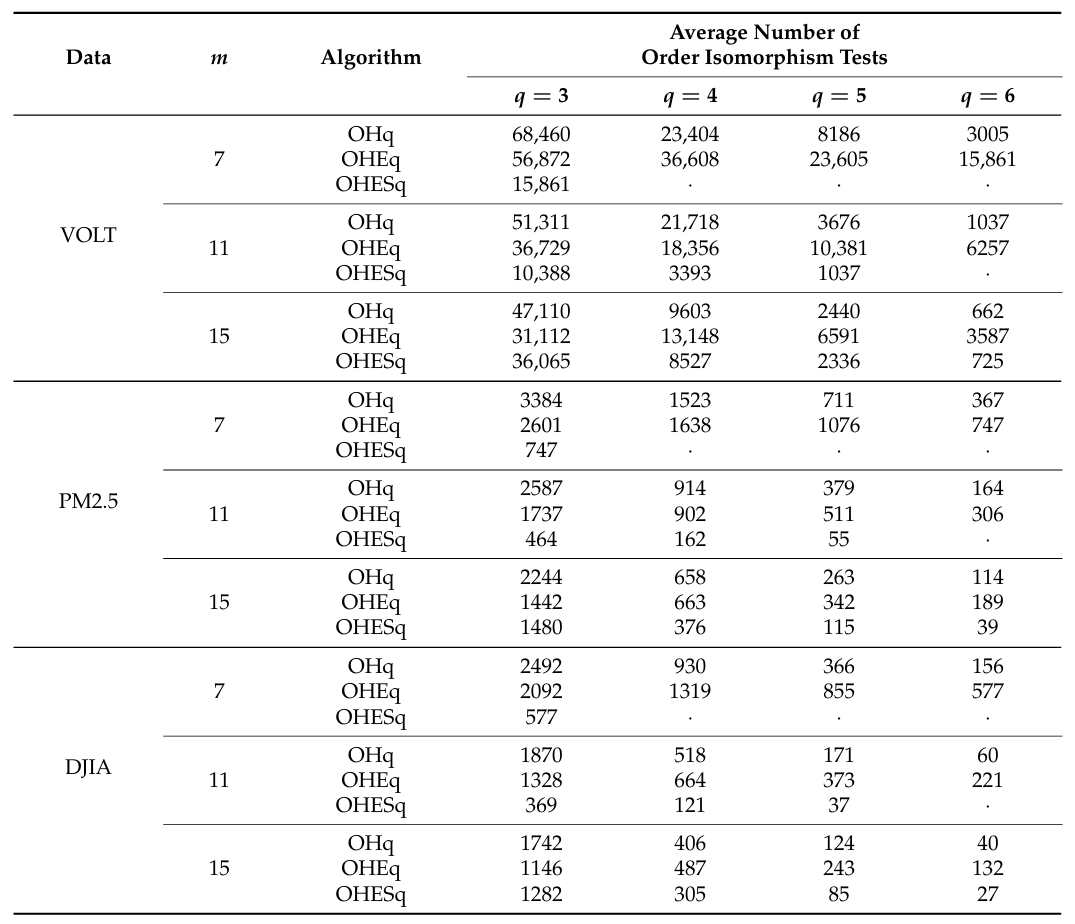 Data m Algorithm Average Number of
Order Isomorphism Tests
q = 3 q = 4 q = 5 q = 6
VOLT
7
OHq 68,460 23,404 8186 3005
OHEq 56,872 36,608 23,605 15,861
OHESq 15,861 · · ·
11
OHq 51,311 21,718 3676 1037
OHEq 36,729 18,356 10,381 6257
OHESq 10,388 3393 1037 ·
15
OHq 47,110 9603 2440 662
OHEq 31,112 13,148 6591 3587
OHESq 36,065 8527 2336 725
PM2.5
7
OHq 3384 1523 711 367
OHEq 2601 1638 1076 747
OHESq 747 · · ·
11
OHq 2587 914 379 164
OHEq 1737 902 511 306
OHESq 464 162 55 ·
15
OHq 2244 658 263 114
OHEq 1442 663 342 189
OHESq 1480 376 115 39
DJIA
7
OHq 2492 930 366 156
OHEq 2092 1319 855 577
OHESq 577 · · ·
11
OHq 1870 518 171 60
OHEq 1328 664 373 221
OHESq 369 121 37 ·
15
OHq 1742 406 124 40
OHEq 1146 487 243 132
OHESq 1282 305 85 27